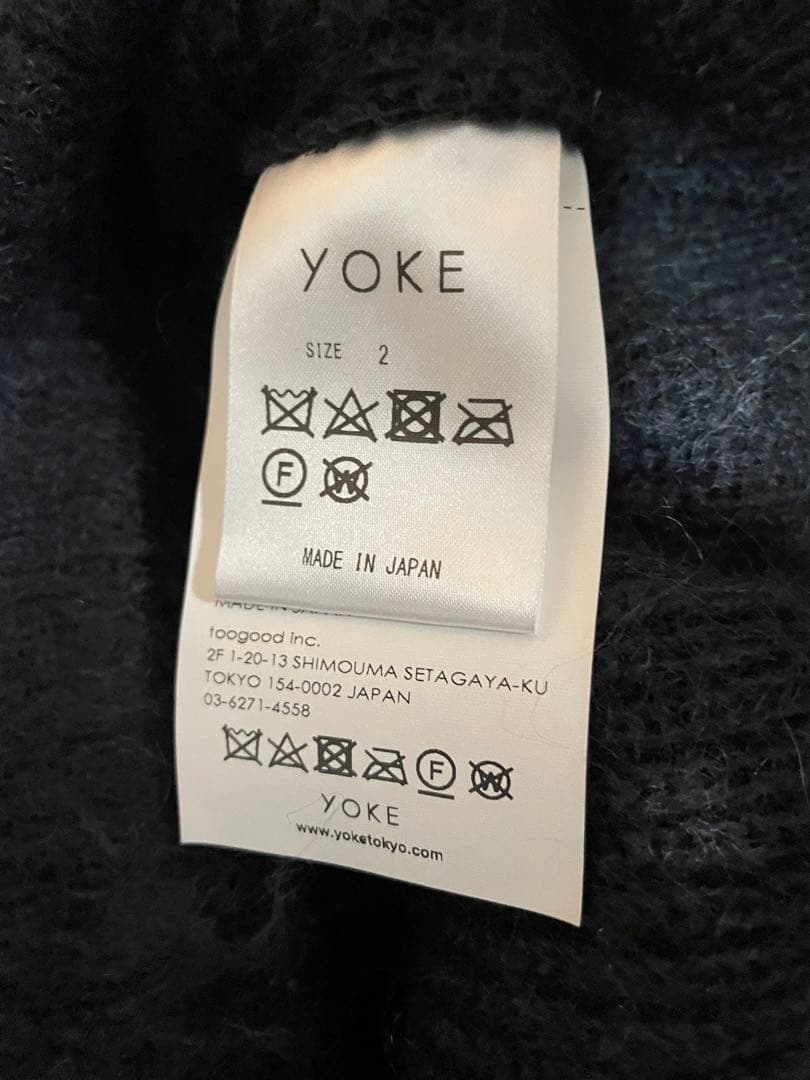 YOKE
SIZE 2
F W
MADE IN JAPAN
toogood inc.
2F 1-20-13 SHIMOUMA SETAGAYA-KU
TOKYO 154-0002 JAPAN
03-6271-4558
F W
YOKE
www.yoketokyo.com